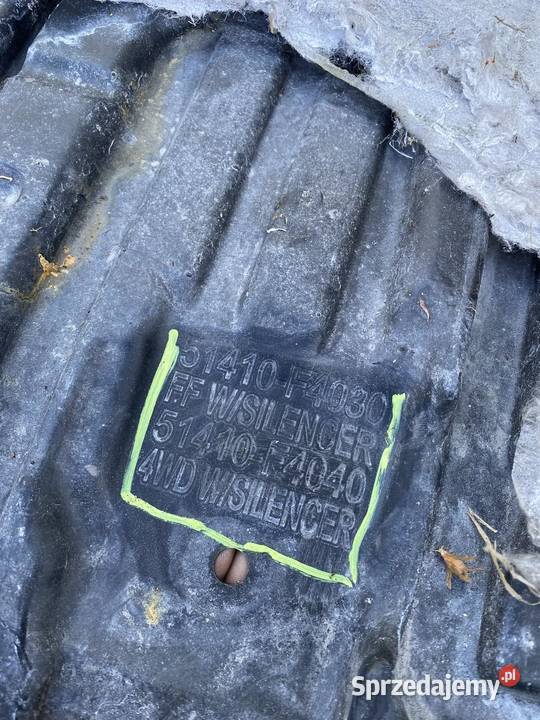 51410-F4030
FF W/SILENCER
51410-F4040
4WD W/SILENCER
Sprzedajemy.pl